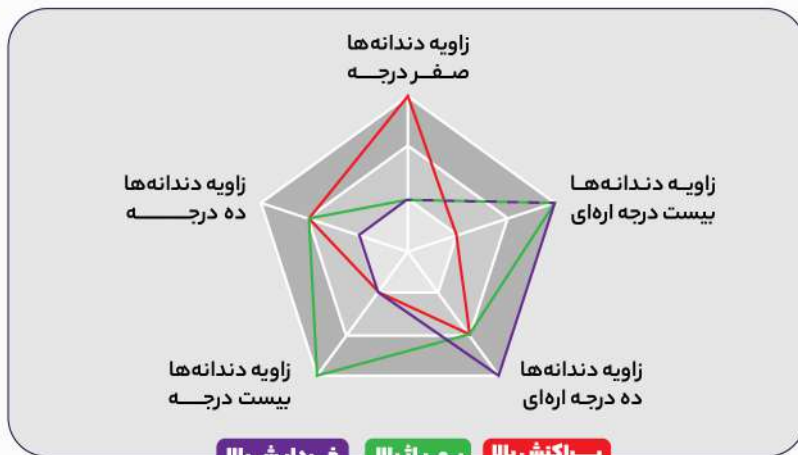 زاویه دندانه‌ها
صفر درجه
زاویه دندانه‌ها
بیست درجه اره‌ای
زاویه دندانه‌ها
ده درجه
زاویه دندانه‌ها
ده درجه اره‌ای
زاویه دندانه‌ها
بیست درجه